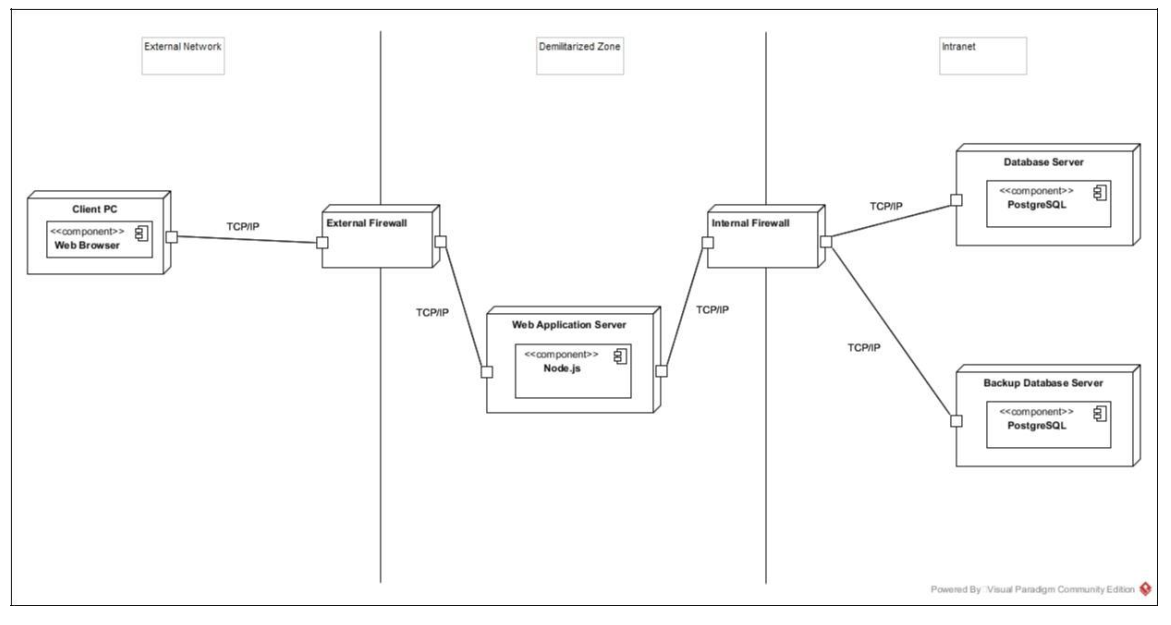 External Network
Demilitarized Zone
Intranet
Client PC
<<component>>
Web Browser
TCP/IP
External Firewall
TCP/IP
Web Application Server
<<component>>
Node.js
TCP/IP
Internal Firewall
TCP/IP
Database Server
<<component>>
PostgreSQL
TCP/IP
Backup Database Server
<<component>>
PostgreSQL
Powered By Visual Paradigm Community Edition